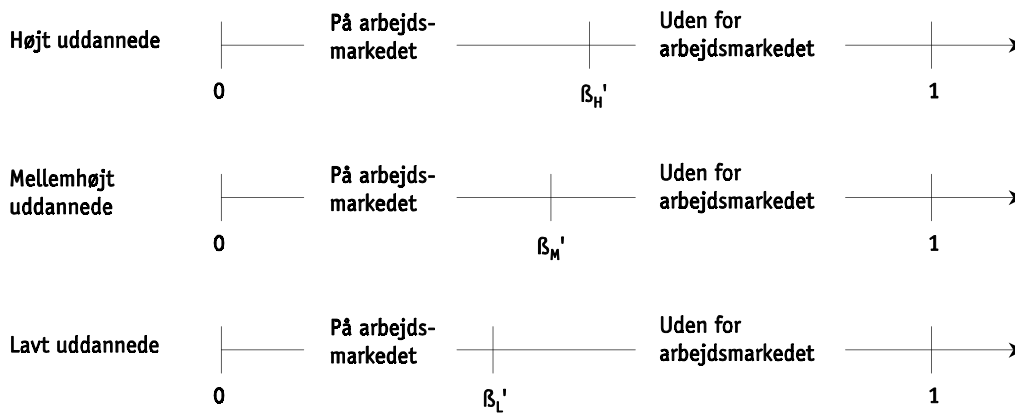 Højt uddannede
På arbejds-
markedet
Uden for
arbejdsmarkedet
0
ß_H'
1
Mellemhøjt
uddannede
På arbejds-
markedet
Uden for
arbejdsmarkedet
0
ß_M'
1
Lavt uddannede
På arbejds-
markedet
Uden for
arbejdsmarkedet
0
ß_L'
1